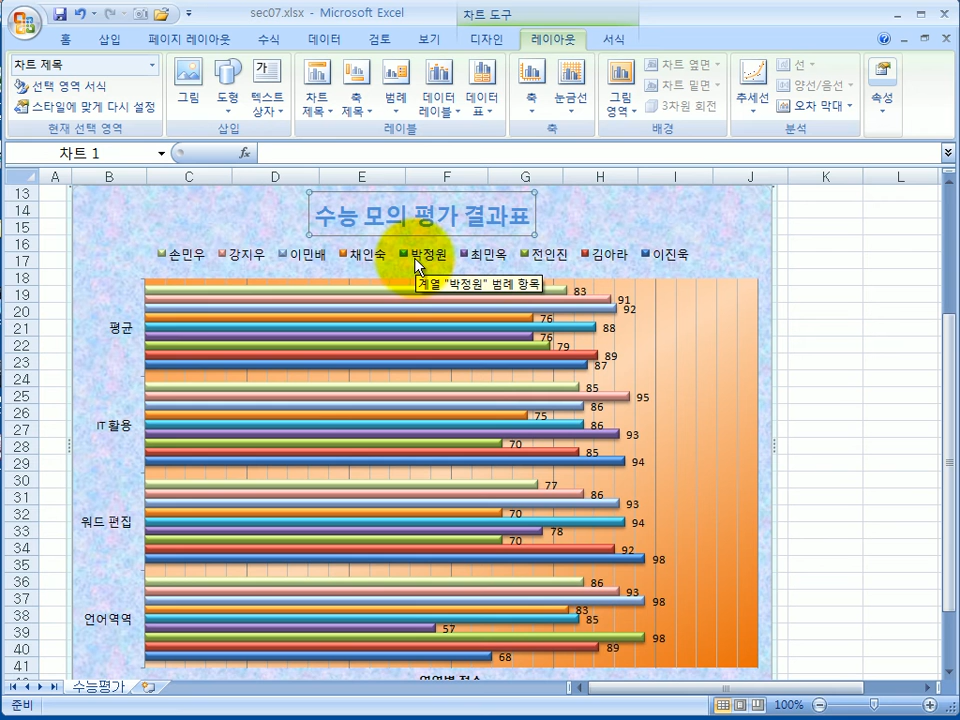 sec07.xlsx - Microsoft Excel
차트 도구
홈
삽입
페이지 레이아웃
수식
데이터
검토
보기
디자인
레이아웃
서식
차트 제목
선택 영역 서식
스타일에 맞게 다시 설정
현재 선택 영역
그림
도형
텍스트 상자
삽입
차트 제목
축 제목
범례
데이터 레이블
데이터 표
레이블
축
눈금선
축
그림 영역
차트 옆면
차트 밑면
3차원 회전
배경
추세선
선
양선/음선
오차 막대
분석
속성
차트 1
fx
A B C D E F G H I J K L
13
14
15
16
17
18
19
20
21
22
23
24
25
26
27
28
29
30
31
32
33
34
35
36
37
38
39
40
41
수능 모의 평가 결과표
손민우 강지우 이민배 채인숙 박정원 최민옥 전인진 김아라 이진욱
계열 "박정원" 범례 항목
평균
83
91
92
76
88
76
79
89
87
IT 활용
85
95
86
75
86
93
70
85
94
워드 편집
77
86
93
70
94
78
70
92
98
언어역역
86
93
98
83
85
57
98
89
68
수능평가
준비
100%